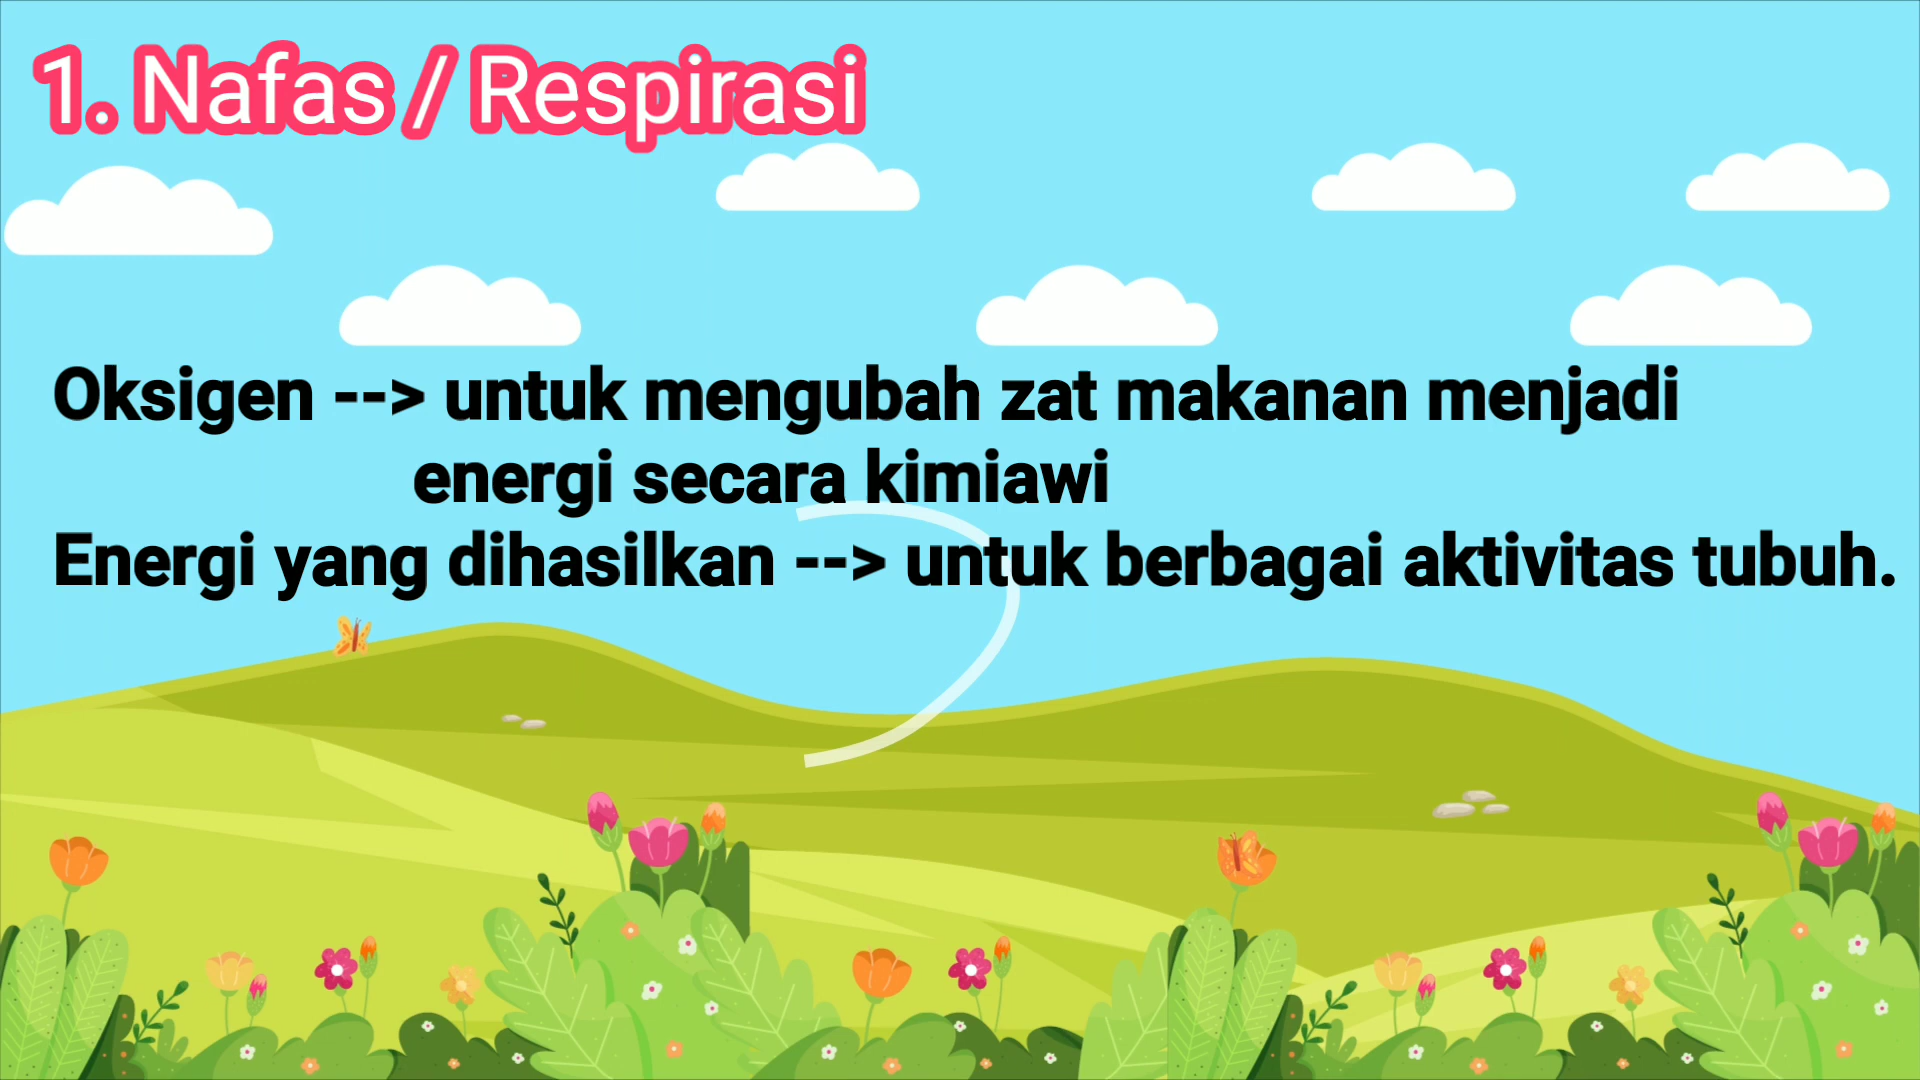 1. Nafas / Respirasi
Oksigen --> untuk mengubah zat makanan menjadi
energi secara kimiawi
Energi yang dihasilkan --> untuk berbagai aktivitas tubuh.